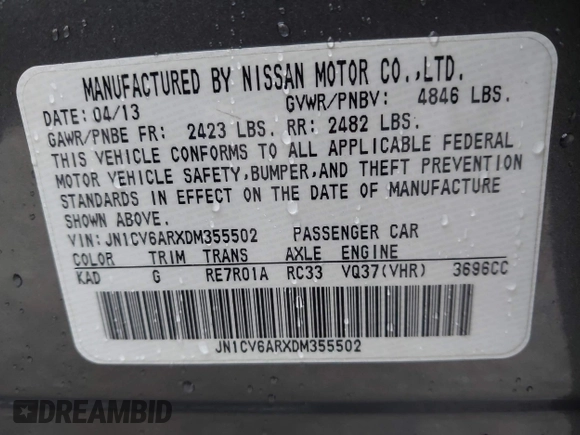 MANUFACTURED BY NISSAN MOTOR CO.,LTD.
DATE: 04/13 GVWR/PNBV: 4846 LBS.
GAWR/PNBE FR: 2423 LBS. RR: 2482 LBS.
THIS VEHICLE CONFORMS TO ALL APPLICABLE FEDERAL
MOTOR VEHICLE SAFETY,BUMPER,AND THEFT PREVENTION
STANDARDS IN EFFECT ON THE DATE OF MANUFACTURE
SHOWN ABOVE.
VIN:JN1CV6ARXDM355502 PASSENGER CAR
COLOR TRIM TRANS AXLE ENGINE
KAD G RE7R01A RC33 VQ37(VHR) 3696CC
JN1CV6ARXDM355502
DREAMBID